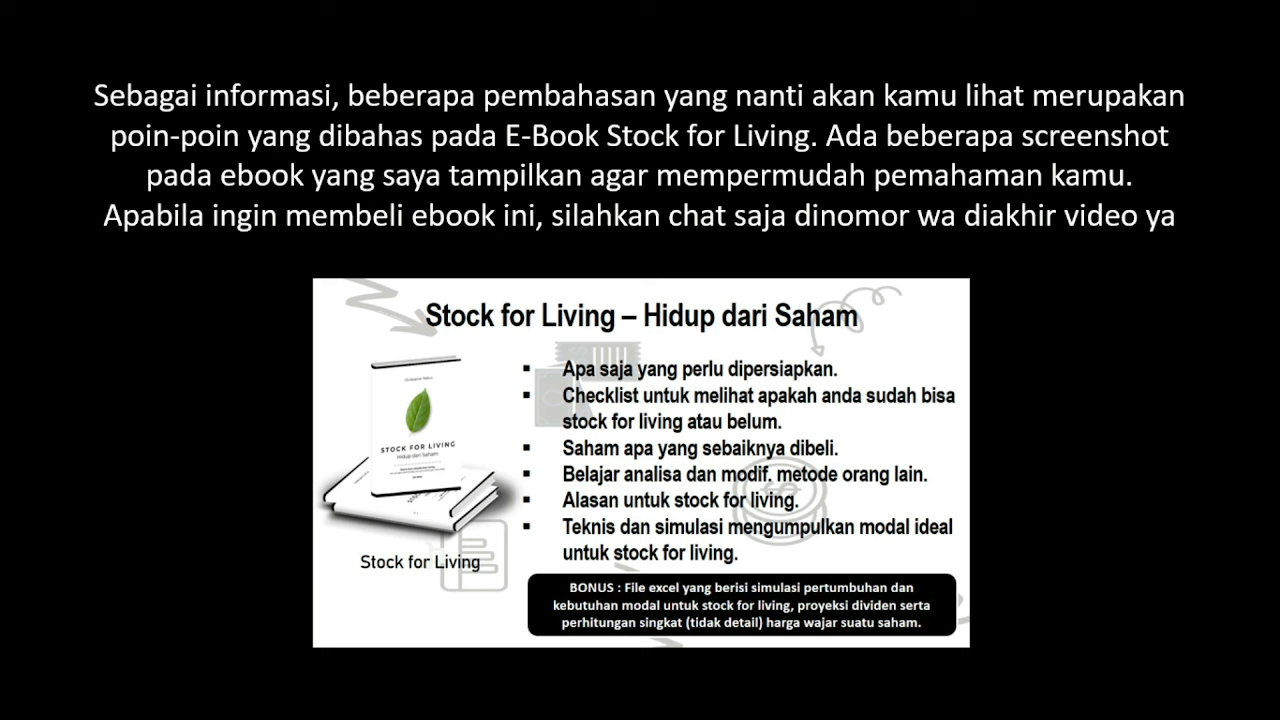 Sebagai informasi, beberapa pembahasan yang nanti akan kamu lihat merupakan
poin-poin yang dibahas pada E-Book Stock for Living. Ada beberapa screenshot
pada ebook yang saya tampilkan agar mempermudah pemahaman kamu.
Apabila ingin membeli ebook ini, silahkan chat saja dinomor wa diakhir video ya
Stock for Living – Hidup dari Saham
STOCK FOR LIVING
Hidup dari Saham
Stock for Living
▪ Apa saja yang perlu dipersiapkan.
▪ Checklist untuk melihat apakah anda sudah bisa
stock for living atau belum.
▪ Saham apa yang sebaiknya dibeli.
▪ Belajar analisa dan modif. metode orang lain.
▪ Alasan untuk stock for living.
▪ Teknis dan simulasi mengumpulkan modal ideal
untuk stock for living.
BONUS : File excel yang berisi simulasi pertumbuhan dan
kebutuhan modal untuk stock for living, proyeksi dividen serta
perhitungan singkat (tidak detail) harga wajar suatu saham.